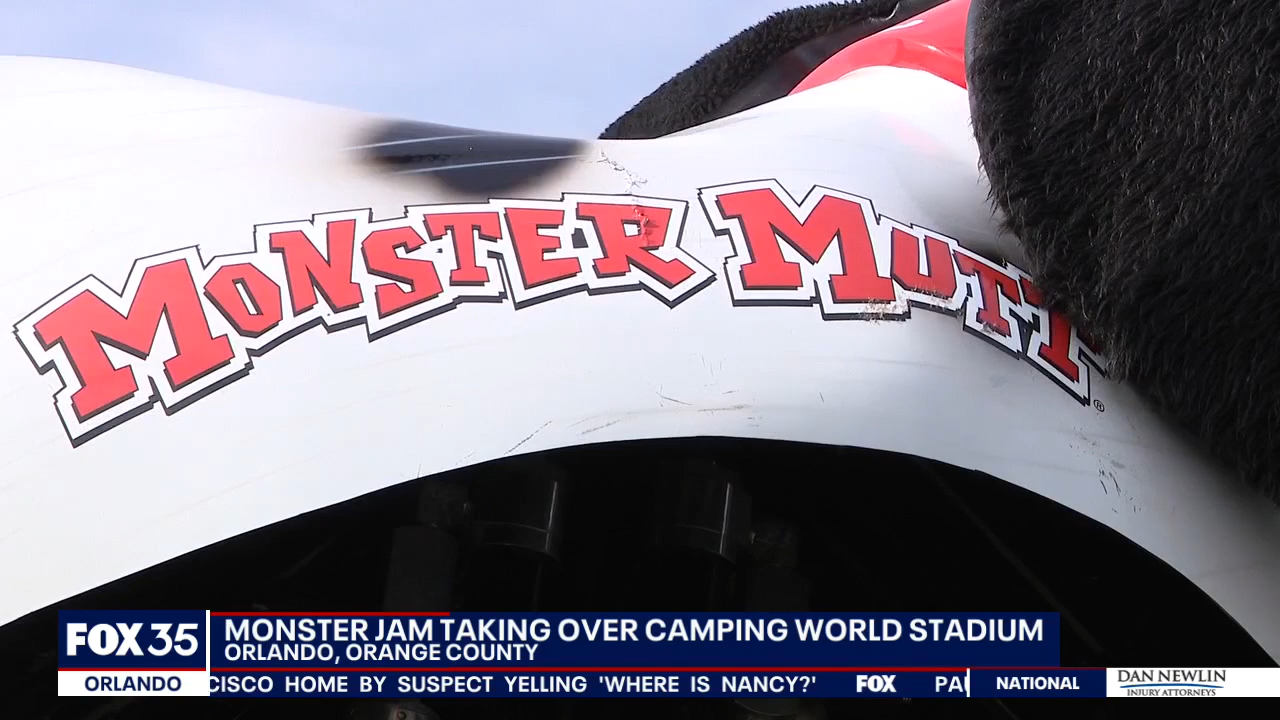 MONSTER MUTT
®
FOX 35
MONSTER JAM TAKING OVER CAMPING WORLD STADIUM
ORLANDO, ORANGE COUNTY
ORLANDO
CISCO HOME BY SUSPECT YELLING 'WHERE IS NANCY?' FOX
NATIONAL
DAN NEWLIN
INJURY ATTORNEYS